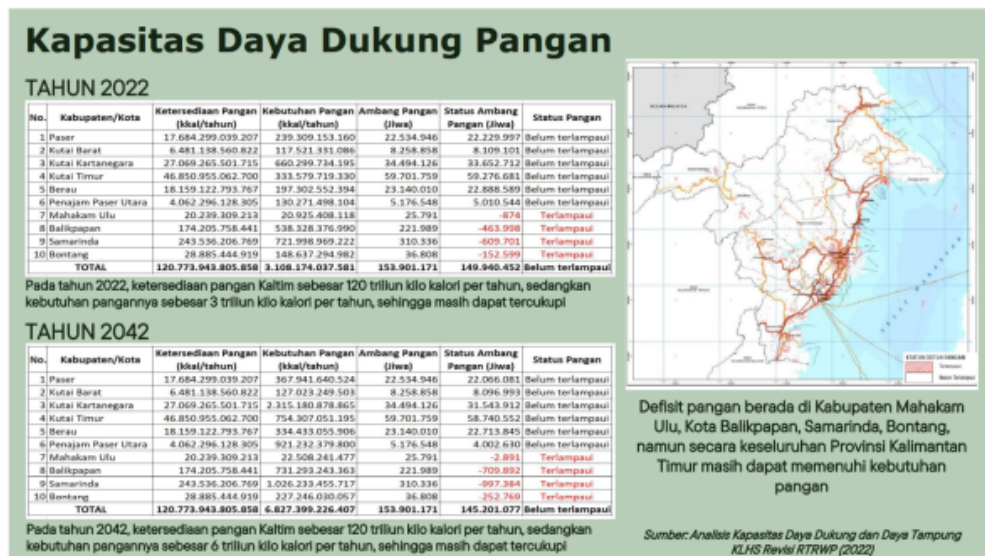 Kapasitas Daya Dukung Pangan
TAHUN 2022
No. Kabupaten/Kota Ketersediaan Pangan (kkal/tahun) Kebutuhan Pangan (kkal/tahun) Ambang Pangan (Jiwa) Status Ambang Pangan (Jiwa) Status Pangan
1 Paser 17.684.299.039.207 239.309.153.160 22.534.946 22.229.997 Belum terlampaui
2 Kutai Barat 6.481.138.560.822 117.521.331.086 8.258.858 8.109.101 Belum terlampaui
3 Kutai Kartanegara 27.069.265.501.715 660.299.734.195 34.494.126 33.652.712 Belum terlampaui
4 Kutai Timur 46.850.955.062.700 333.579.719.330 59.701.759 59.276.681 Belum terlampaui
5 Berau 18.159.122.793.767 197.302.552.394 23.140.010 22.888.589 Belum terlampaui
6 Penajam Paser Utara 4.062.296.128.305 130.271.498.104 5.176.548 5.010.544 Belum terlampaui
7 Mahakam Ulu 20.239.309.213 20.925.408.118 25.791 -874 Terlampaui
8 Balikpapan 174.205.758.441 538.328.376.990 221.989 -463.998 Terlampaui
9 Samarinda 243.536.206.769 721.998.969.222 310.336 -609.701 Terlampaui
10 Bontang 28.885.444.919 148.637.294.982 36.808 -152.599 Terlampaui
TOTAL 120.773.943.805.858 3.108.174.037.581 153.901.171 149.940.452 Belum terlampaui
Pada tahun 2022, ketersediaan pangan Kaltim sebesar 120 triliun kilo kalori per tahun, sedangkan
kebutuhan pangannya sebesar 3 triliun kilo kalori per tahun, sehingga masih dapat tercukupi
TAHUN 2042
No. Kabupaten/Kota Ketersediaan Pangan (kkal/tahun) Kebutuhan Pangan (kkal/tahun) Ambang Pangan (Jiwa) Status Ambang Pangan (Jiwa) Status Pangan
1 Paser 17.684.299.039.207 367.941.640.524 22.534.946 22.066.081 Belum terlampaui
2 Kutai Barat 6.481.138.560.822 127.023.249.503 8.258.858 8.096.993 Belum terlampaui
3 Kutai Kartanegara 27.069.265.501.715 2.315.180.878.865 34.494.126 31.543.912 Belum terlampaui
4 Kutai Timur 46.850.955.062.700 754.307.051.195 59.701.759 58.740.552 Belum terlampaui
5 Berau 18.159.122.793.767 334.433.055.906 23.140.010 22.713.845 Belum terlampaui
6 Penajam Paser Utara 4.062.296.128.305 921.232.379.800 5.176.548 4.002.630 Belum terlampaui
7 Mahakam Ulu 20.239.309.213 22.508.241.477 25.791 -2.891 Terlampaui
8 Balikpapan 174.205.758.441 731.293.243.363 221.989 -709.892 Terlampaui
9 Samarinda 243.536.206.769 1.026.233.455.717 310.336 -997.384 Terlampaui
10 Bontang 28.885.444.919 227.246.030.057 36.808 -252.769 Terlampaui
TOTAL 120.773.943.805.858 6.827.399.226.407 153.901.171 145.201.077 Belum terlampaui
Pada tahun 2042, ketersediaan pangan Kaltim sebesar 120 triliun kilo kalori per tahun, sedangkan
kebutuhan pangannya sebesar 6 triliun kilo kalori per tahun, sehingga masih dapat tercukupi
Terlampaui
Belum Terlampaui
Defisit pangan berada di Kabupaten Mahakam
Ulu, Kota Balikpapan, Samarinda, Bontang,
namun secara keseluruhan Provinsi Kalimantan
Timur masih dapat memenuhi kebutuhan
pangan
Sumber: Analisis Kapasitas Daya Dukung dan Daya Tampung
KLHS Revisi RTRWP (2022)